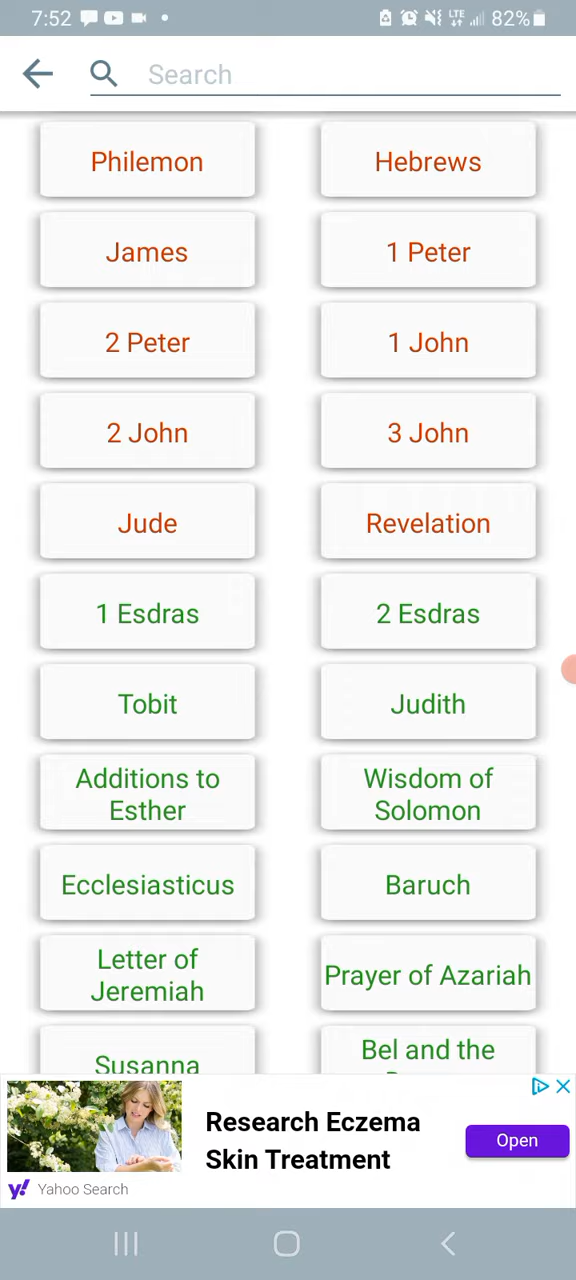 7:52
LTE
82%
Search
Philemon
Hebrews
James
1 Peter
2 Peter
1 John
2 John
3 John
Jude
Revelation
1 Esdras
2 Esdras
Tobit
Judith
Additions to
Esther
Wisdom of
Solomon
Ecclesiasticus
Baruch
Letter of
Jeremiah
Prayer of Azariah
Susanna
Bel and the
Research Eczema
Skin Treatment
Open
y! Yahoo Search